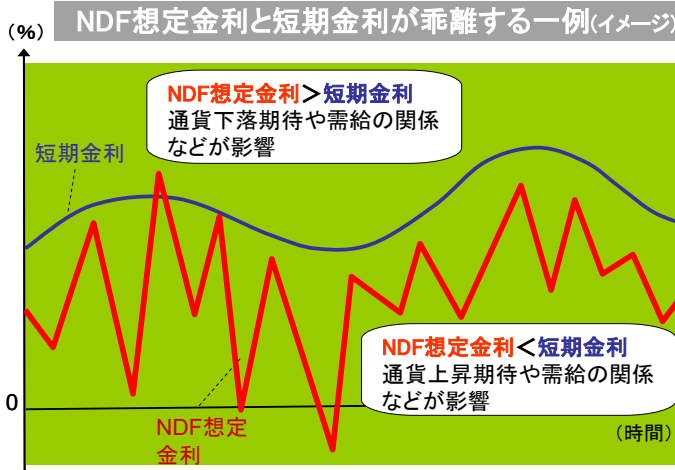 NDF想定金利と短期金利が乖離する一例(イメージ)
(%)
NDF想定金利＞短期金利
通貨下落期待や需給の関係
などが影響
短期金利
NDF想定金利＜短期金利
通貨上昇期待や需給の関係
などが影響
0
NDF想定
金利
(時間)